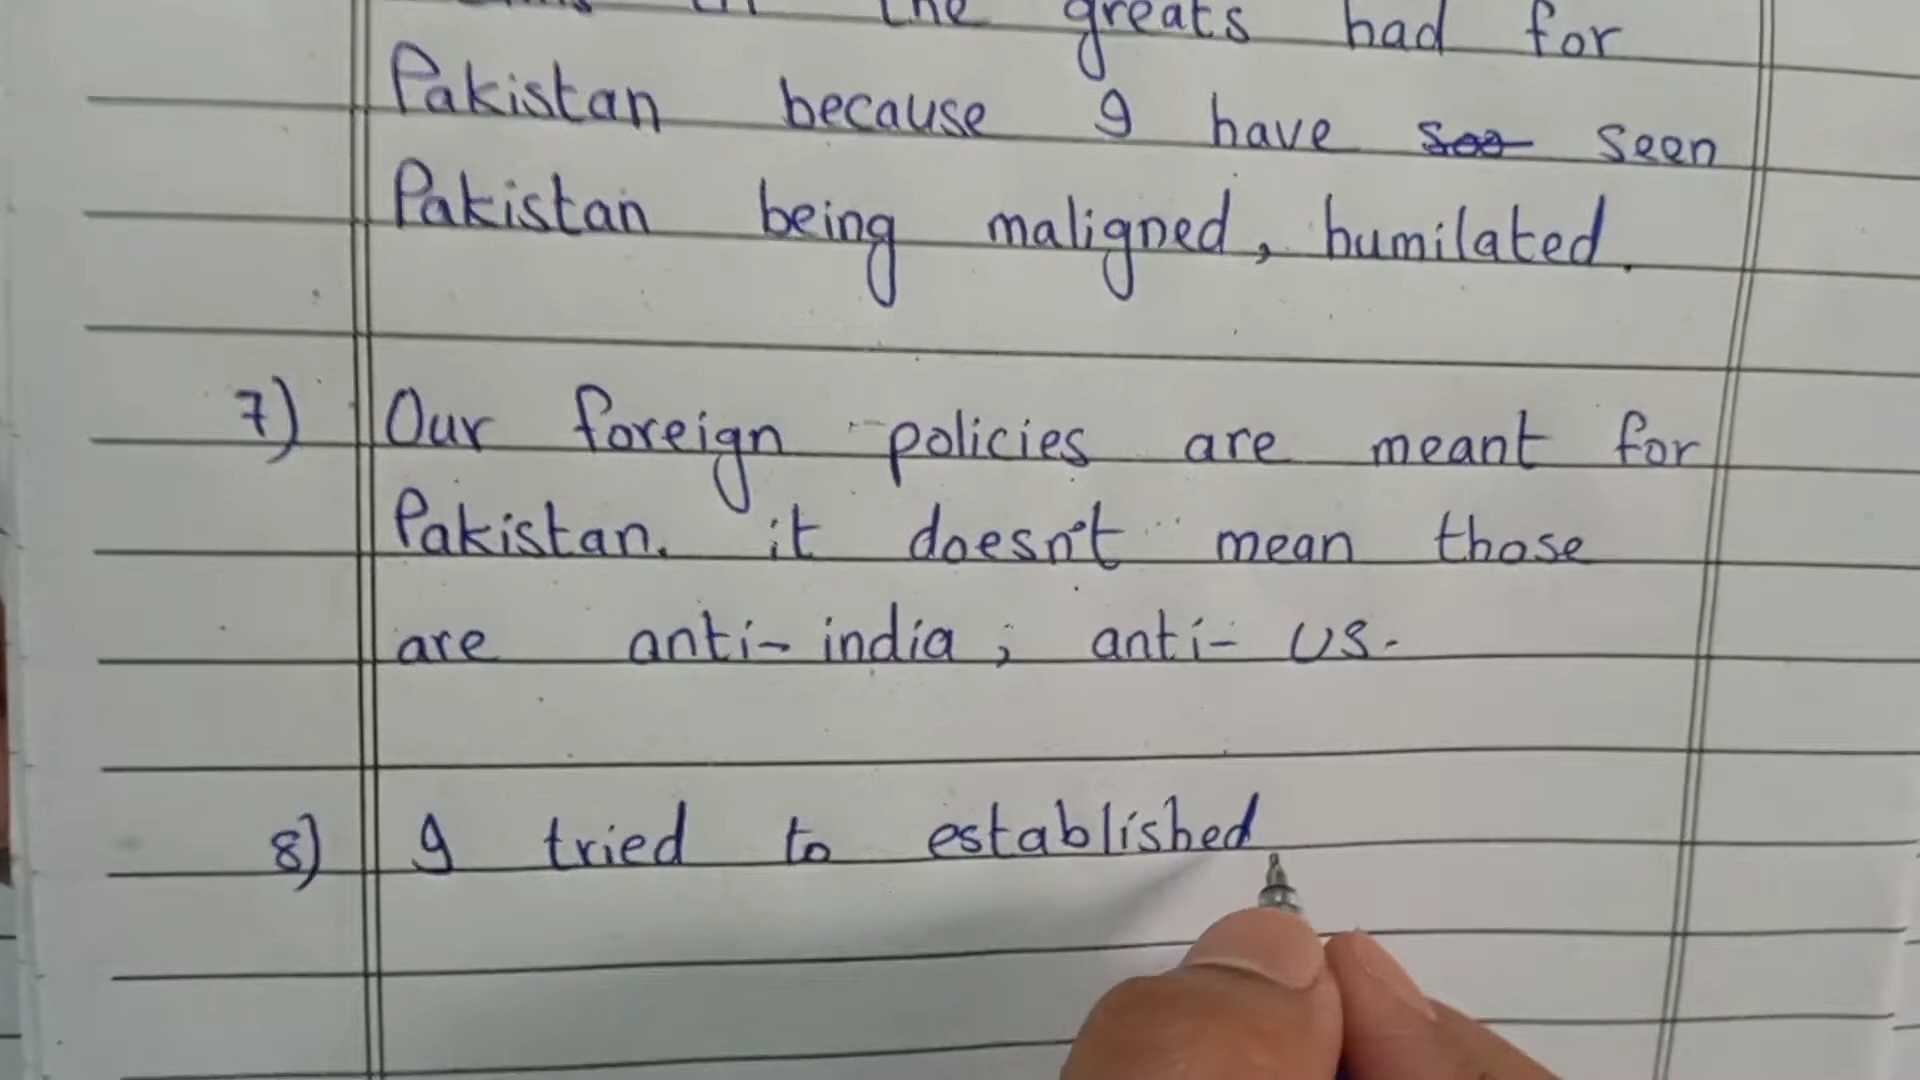 the greats had for
Pakistan because I have seen
Pakistan being maligned, humilated.
7) Our foreign policies are meant for
Pakistan. it doesn't mean those
are anti-india, anti-US.
8) I tried to established